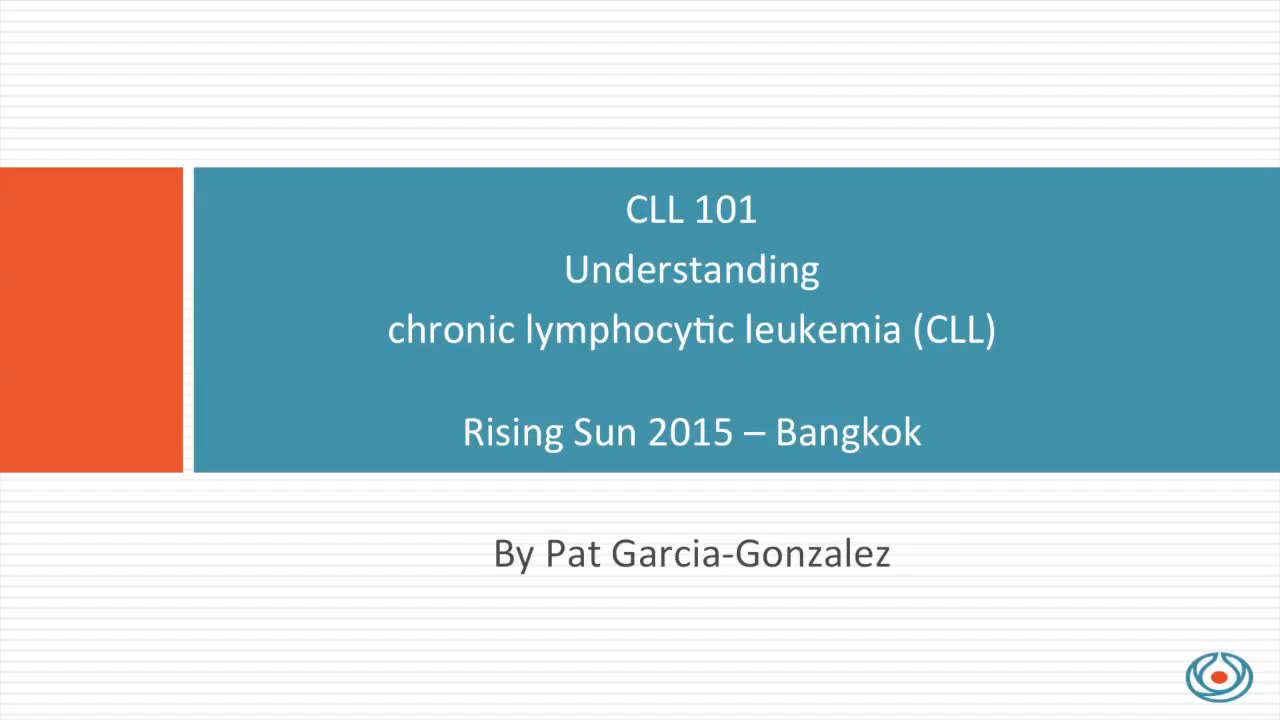 CLL 101
Understanding
chronic lymphocytic leukemia (CLL)
Rising Sun 2015 – Bangkok
By Pat Garcia-Gonzalez